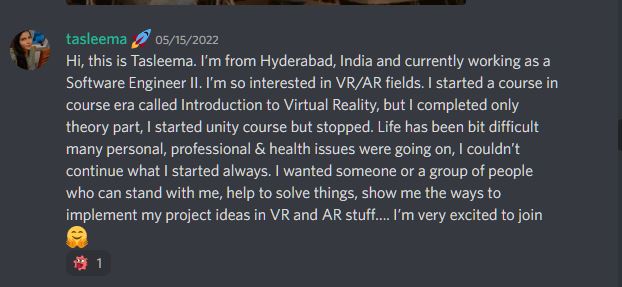 tasleema 🚀 05/15/2022
Hi, this is Tasleema. I'm from Hyderabad, India and currently working as a
Software Engineer II. I'm so interested in VR/AR fields. I started a course in
course era called Introduction to Virtual Reality, but I completed only
theory part, I started unity course but stopped. Life has been bit difficult
many personal, professional & health issues were going on, I couldn't
continue what I started always. I wanted someone or a group of people
who can stand with me, help to solve things, show me the ways to
implement my project ideas in VR and AR stuff.... I'm very excited to join
🤗
1